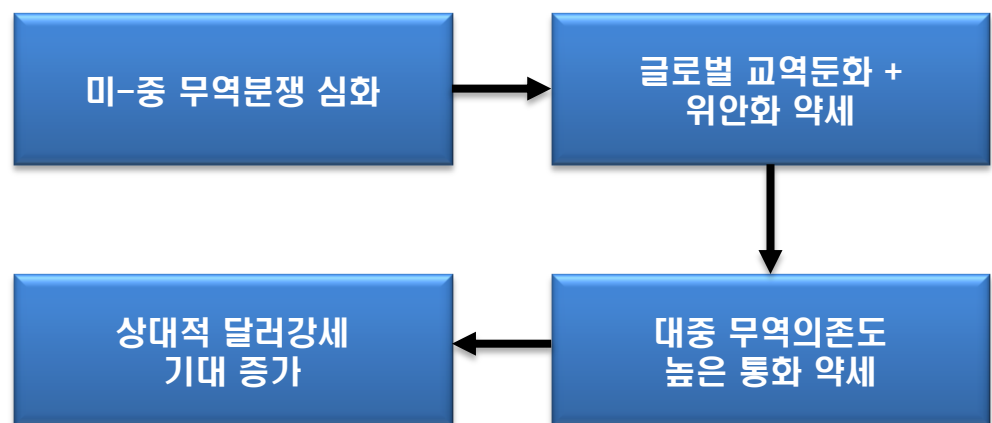 미-중 무역분쟁 심화
글로벌 교역둔화 +
위안화 약세
대중 무역의존도
높은 통화 약세
상대적 달러강세
기대 증가